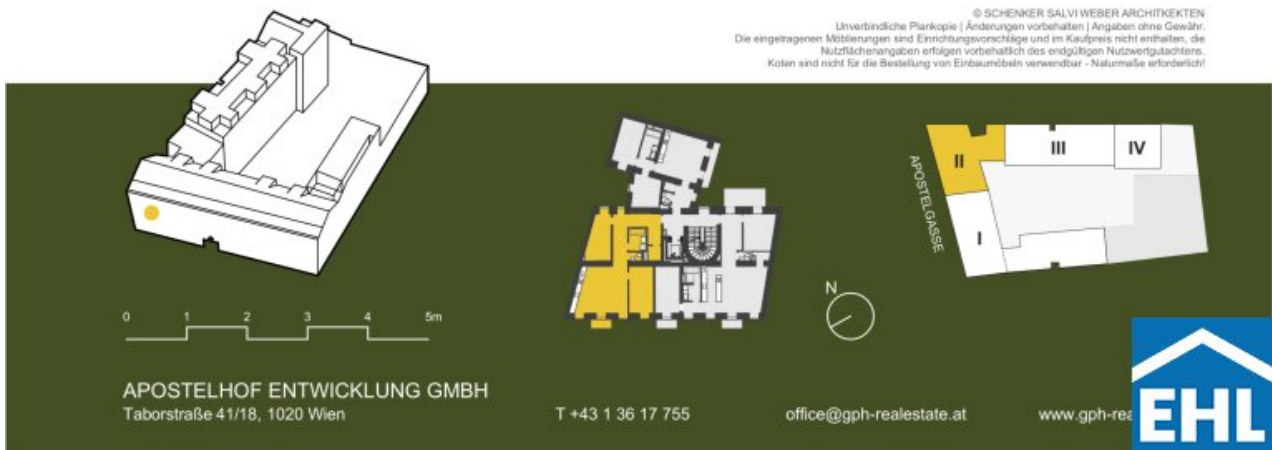 © SCHENKER SALVI WEBER ARCHITEKTEN
Unverbindliche Plankopie | Änderungen vorbehalten | Angaben ohne Gewähr.
Die eingetragenen Möblierungen sind Einrichtungsvorschläge und im Kaufpreis nicht enthalten, die
Nutzflächenangaben erfolgen vorbehaltlich des endgültigen Nutzwertgutachtens.
Koten sind nicht für die Bestellung von Einbaumöbeln verwendbar - Naturmaße erforderlich!
II
III
IV
APOSTELGASSE
I
N
0 1 2 3 4 5m
APOSTELHOF ENTWICKLUNG GMBH
Taborstraße 41/18, 1020 Wien
T +43 1 36 17 755
office@gph-realestate.at
www.gph-rea
EHL